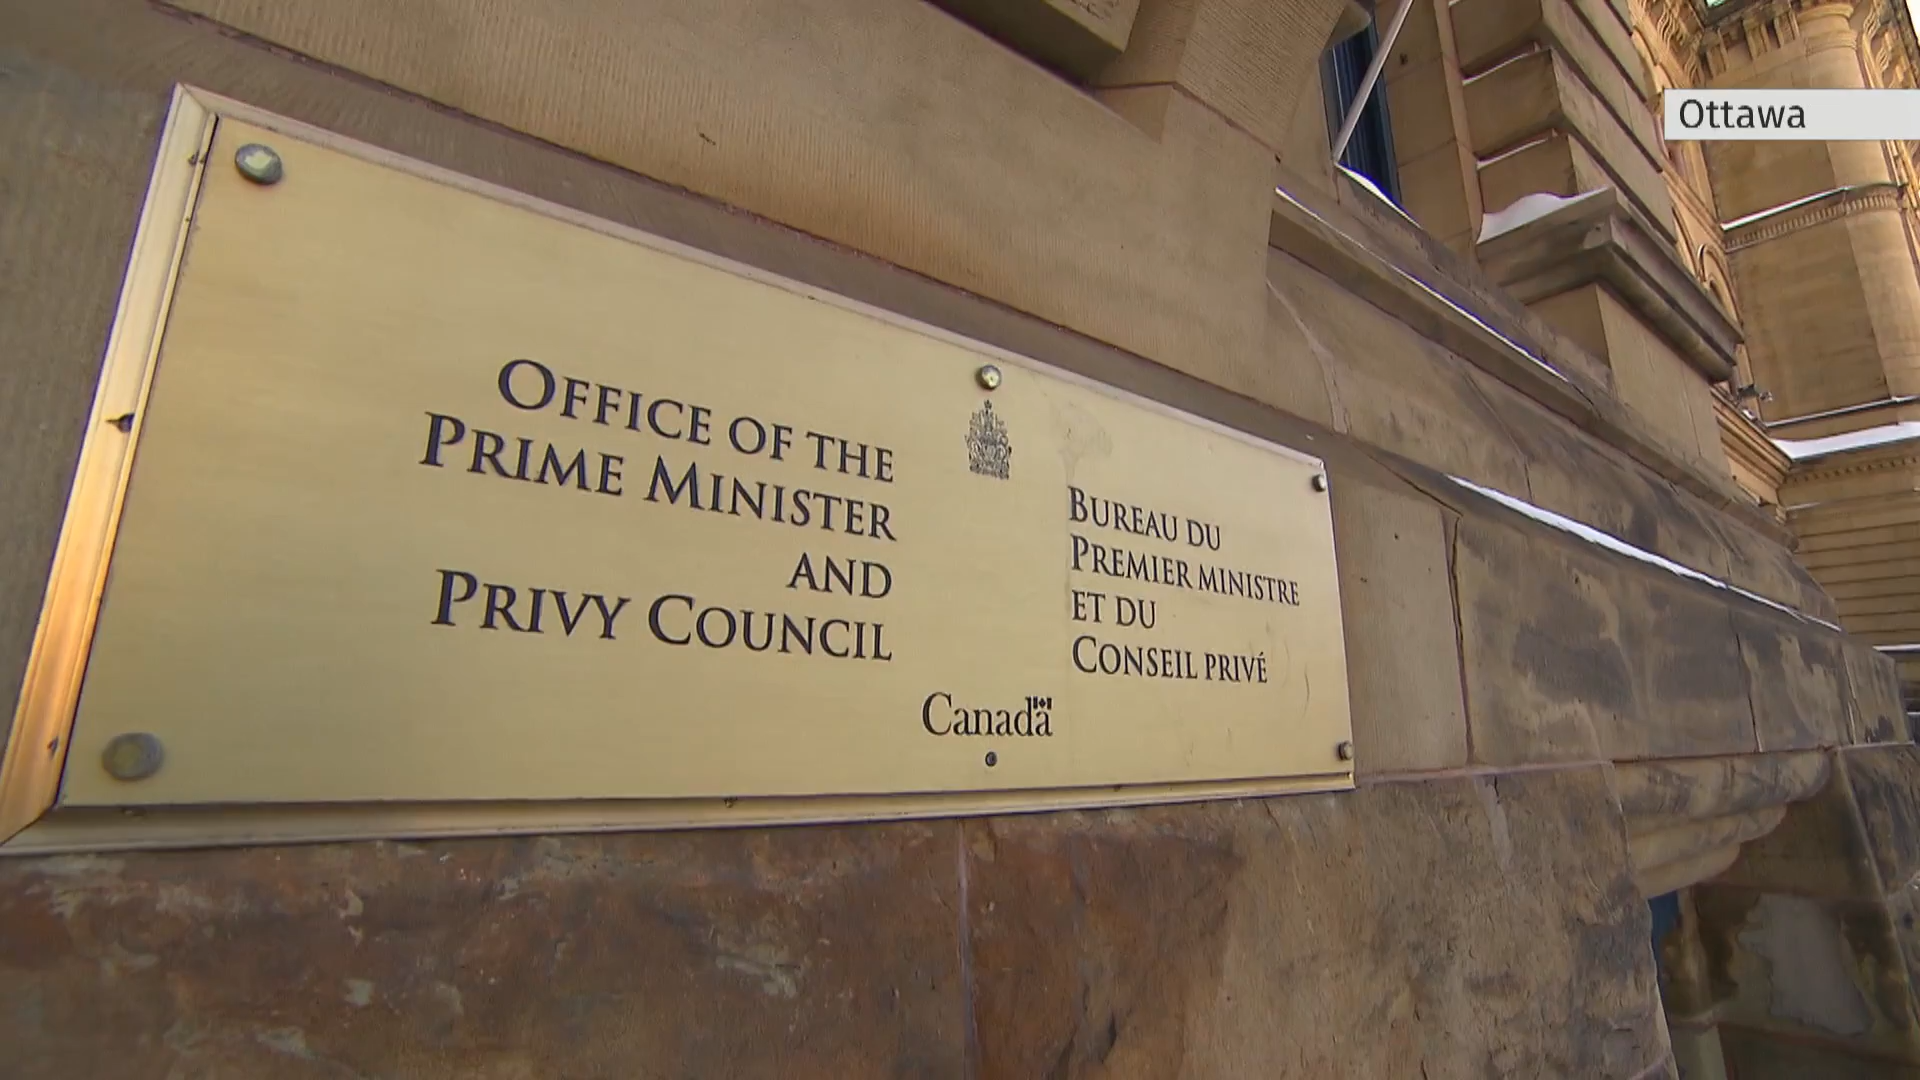 Ottawa
OFFICE OF THE
PRIME MINISTER
AND
PRIVY COUNCIL
BUREAU DU
PREMIER MINISTRE
ET DU
CONSEIL PRIVÉ
Canada